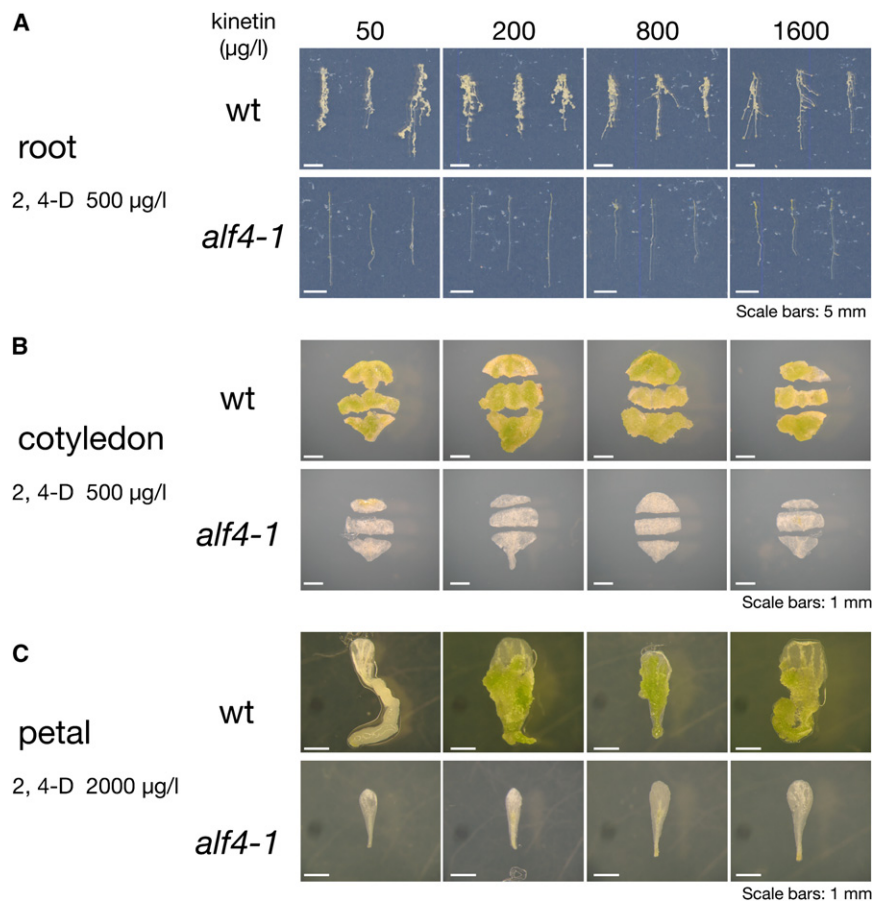 A
kinetin
(µg/l)
50
200
800
1600
wt
root
2, 4-D 500 µg/l
alf4-1
Scale bars: 5 mm
B
wt
cotyledon
2, 4-D 500 µg/l
alf4-1
Scale bars: 1 mm
C
wt
petal
2, 4-D 2000 µg/l
alf4-1
Scale bars: 1 mm